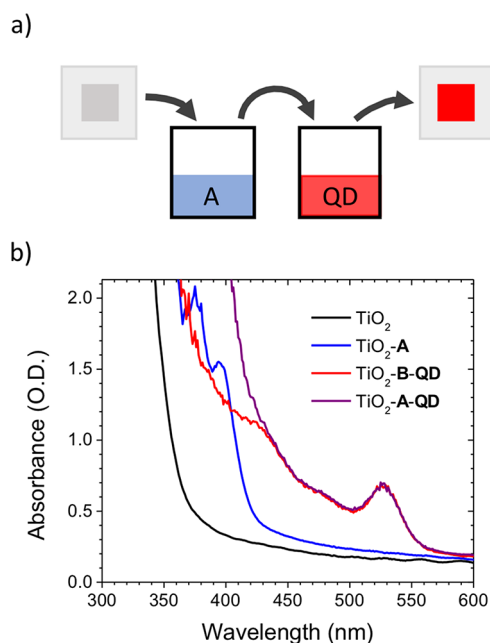 a)
A
QD
b)
2.0
1.5
1.0
0.5
0.0
Absorbance (O.D.)
TiO₂
TiO₂-A
TiO₂-B-QD
TiO₂-A-QD
300 350 400 450 500 550 600
Wavelength (nm)